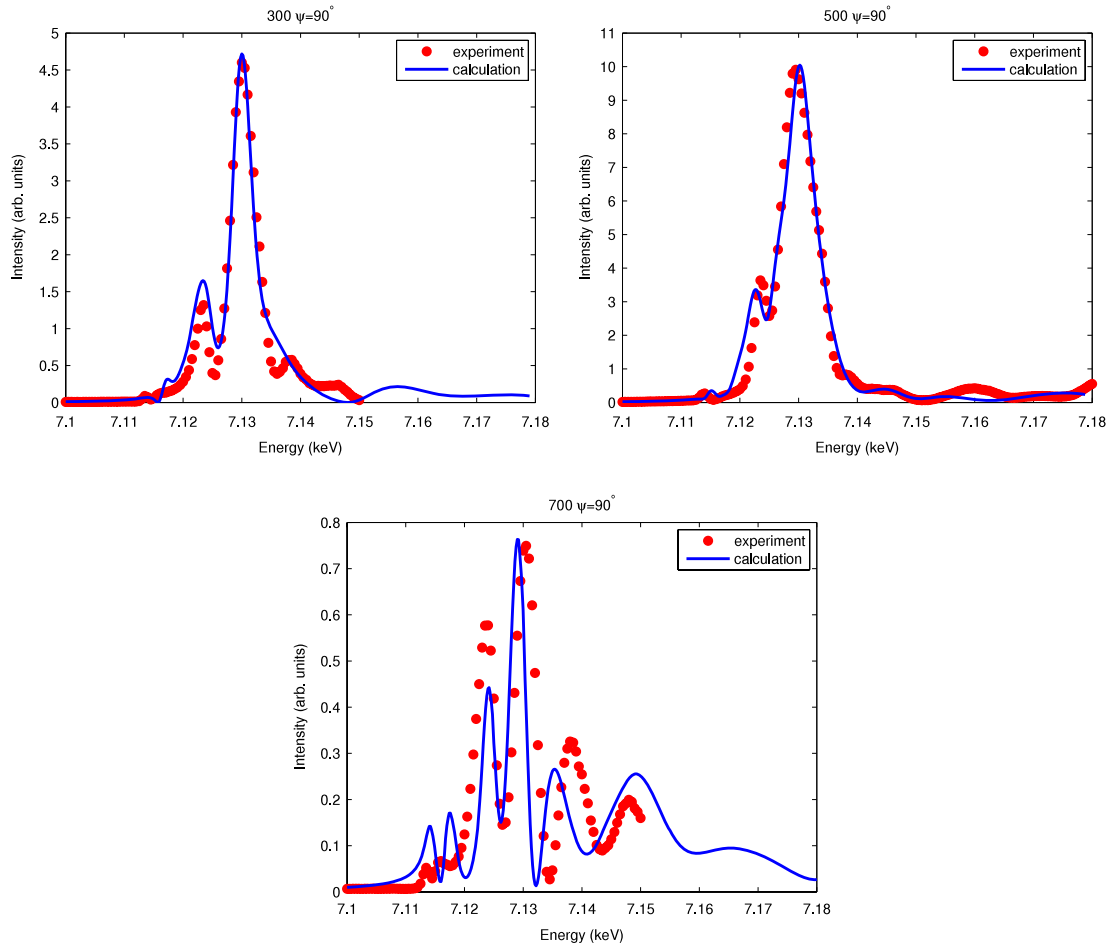 300 ψ=90°
5
4.5
4
3.5
3
2.5
2
1.5
1
0.5
0
Intensity (arb. units)
experiment
calculation
7.1 7.11 7.12 7.13 7.14 7.15 7.16 7.17 7.18
Energy (keV)
500 ψ=90°
11
10
9
8
7
6
5
4
3
2
1
0
Intensity (arb. units)
experiment
calculation
7.1 7.11 7.12 7.13 7.14 7.15 7.16 7.17 7.18
Energy (keV)
700 ψ=90°
0.8
0.7
0.6
0.5
0.4
0.3
0.2
0.1
0
Intensity (arb. units)
experiment
calculation
7.1 7.11 7.12 7.13 7.14 7.15 7.16 7.17 7.18
Energy (keV)